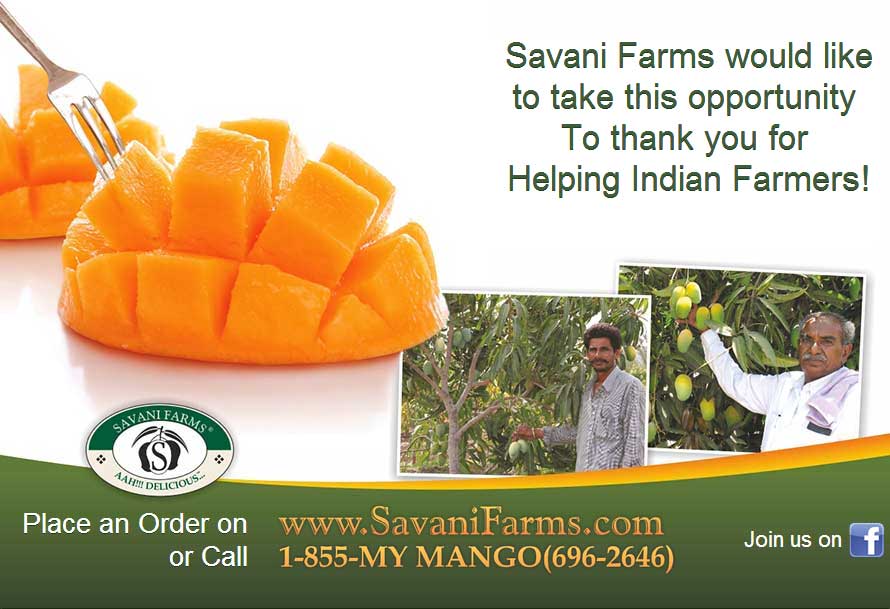 Savani Farms would like
to take this opportunity
To thank you for
Helping Indian Farmers!
SAVANI FARMS®
S
AAH!!! DELICIOUS...™
Place an Order on
or Call
www.SavaniFarms.com
1-855-MY MANGO(696-2646)
Join us on f